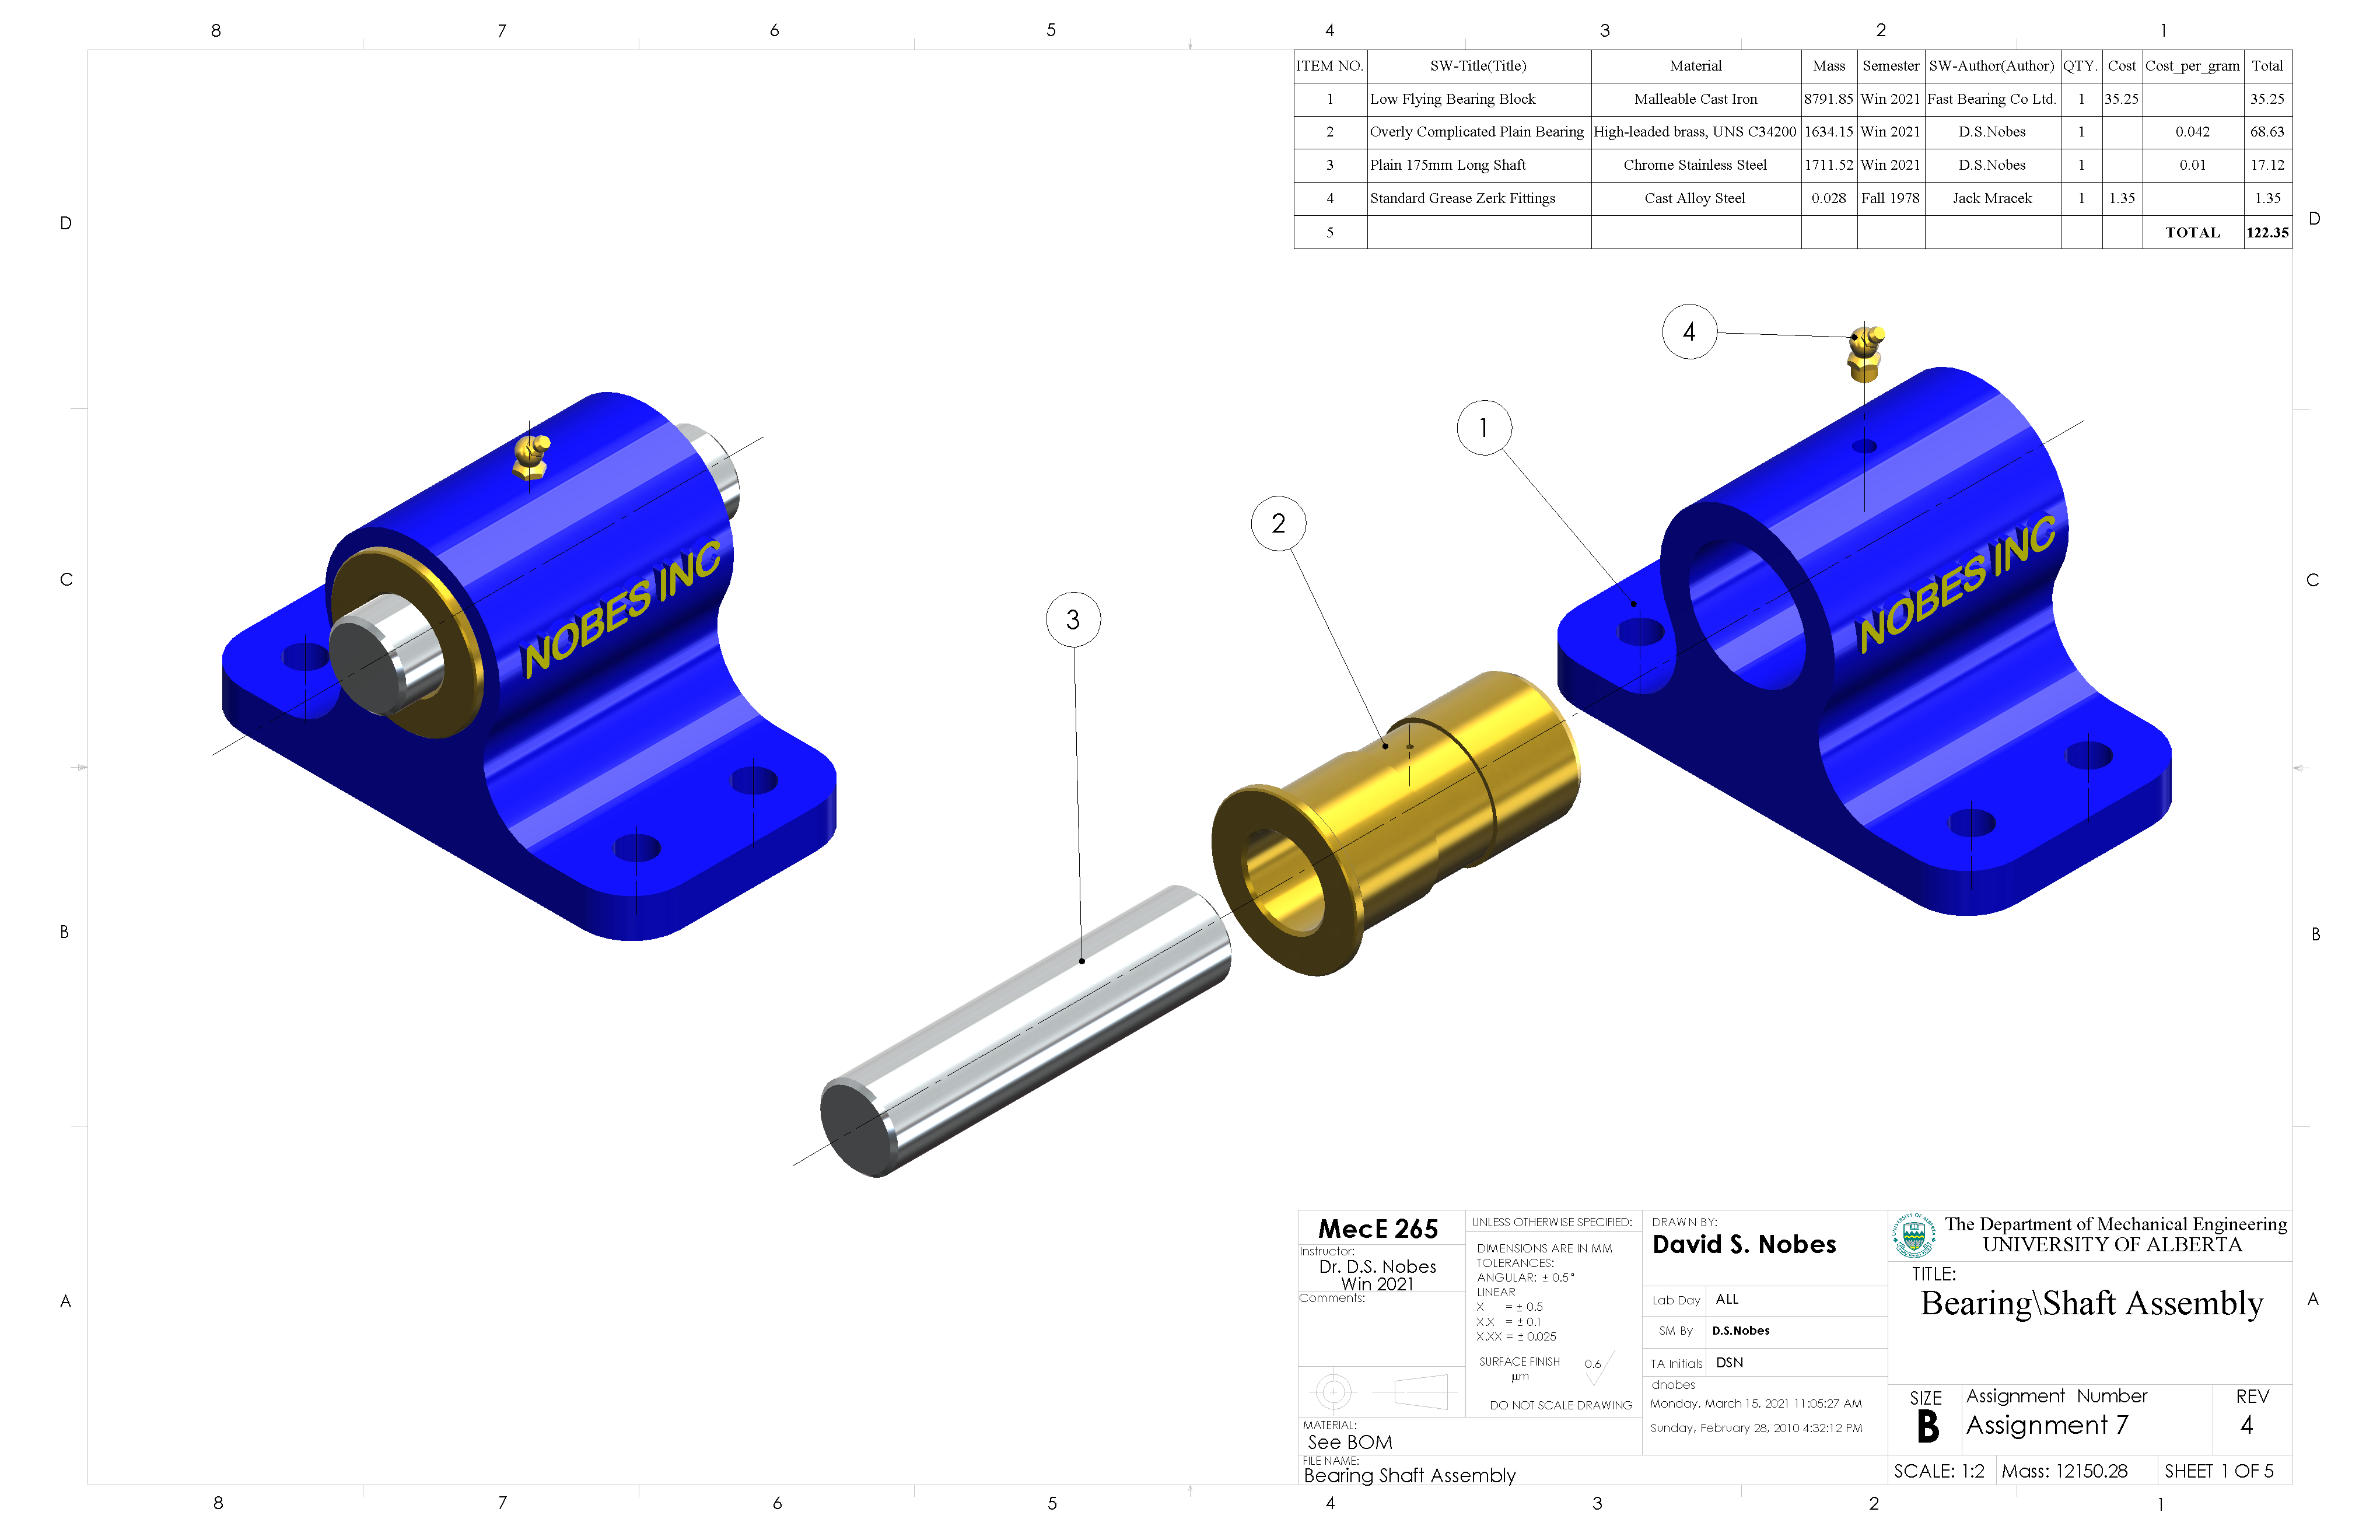 8 7 6 5 4 3 2 1
ITEM NO. SW-Title(Title) Material Mass Semester SW-Author(Author) QTY. Cost Cost_per_gram Total
1 Low Flying Bearing Block Malleable Cast Iron 8791.85 Win 2021 Fast Bearing Co Ltd. 1 35.25 35.25
2 Overly Complicated Plain Bearing High-leaded brass, UNS C34200 1634.15 Win 2021 D.S.Nobes 1 0.042 68.63
3 Plain 175mm Long Shaft Chrome Stainless Steel 1711.52 Win 2021 D.S.Nobes 1 0.01 17.12
4 Standard Grease Zerk Fittings Cast Alloy Steel 0.028 Fall 1978 Jack Mracek 1 1.35 1.35
5 TOTAL 122.35
D D
4
1
2
NOBES INC
NOBES INC
C C
3
B B
A A
MecE 265
Instructor:
Dr. D.S. Nobes
Win 2021
Comments:
UNLESS OTHERWISE SPECIFIED:
DIMENSIONS ARE IN MM
TOLERANCES:
ANGULAR: ± 0.5°
LINEAR
X = ± 0.5
X.X = ± 0.1
X.XX = ± 0.025
SURFACE FINISH 0.6
µm
DO NOT SCALE DRAWING
MATERIAL:
See BOM
FILE NAME:
Bearing Shaft Assembly
DRAWN BY:
David S. Nobes
Lab Day ALL
SM By D.S.Nobes
TA Initials DSN
dnobes
Monday, March 15, 2021 11:05:27 AM
Sunday, February 28, 2010 4:32:12 PM
UNIVERSITY OF ALBERTA
The Department of Mechanical Engineering
UNIVERSITY OF ALBERTA
TITLE:
Bearing\Shaft Assembly
SIZE
B
Assignment Number
Assignment 7
REV
4
SCALE: 1:2 Mass: 12150.28 SHEET 1 OF 5
8 7 6 5 4 3 2 1